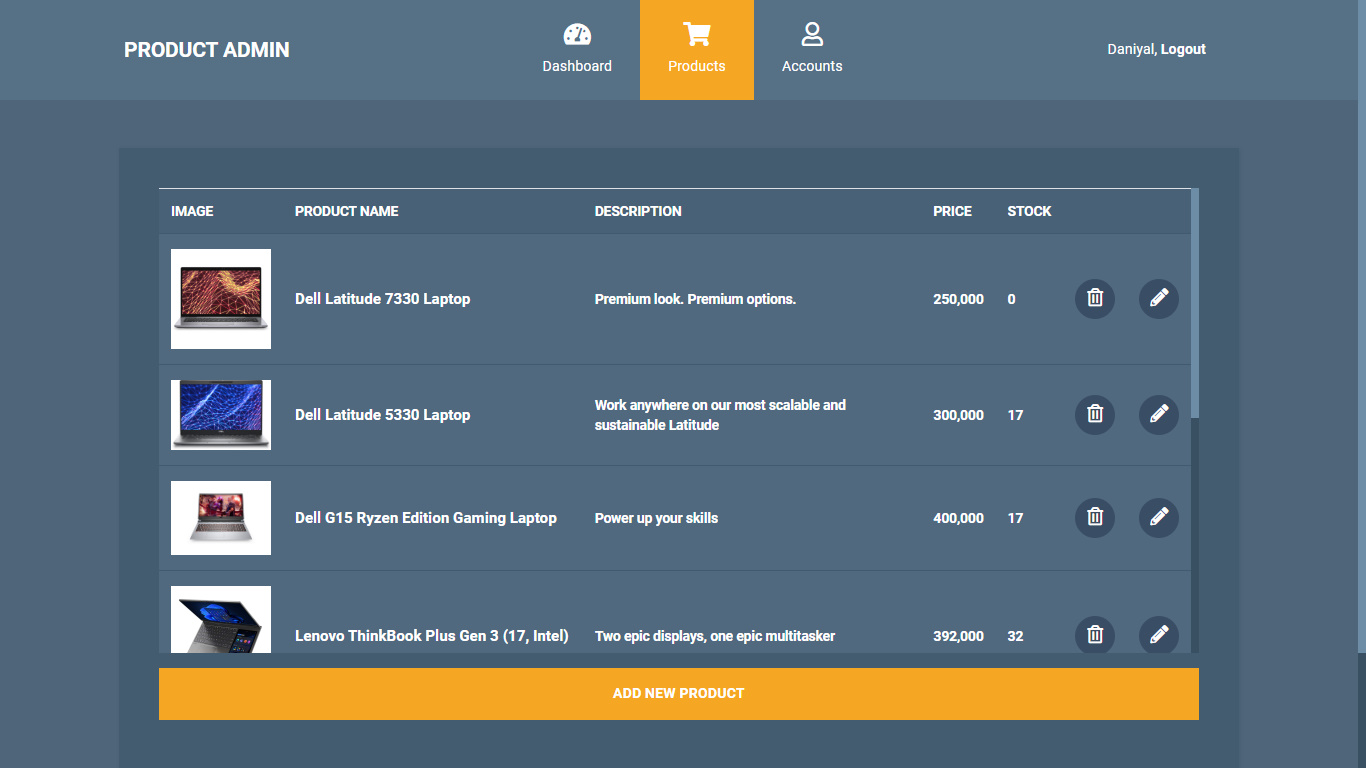 PRODUCT ADMIN
Dashboard
Products
Accounts
Daniyal, Logout
IMAGE PRODUCT NAME DESCRIPTION PRICE STOCK
Dell Latitude 7330 Laptop Premium look. Premium options. 250,000 0
Dell Latitude 5330 Laptop Work anywhere on our most scalable and
sustainable Latitude 300,000 17
Dell G15 Ryzen Edition Gaming Laptop Power up your skills 400,000 17
Lenovo ThinkBook Plus Gen 3 (17, Intel) Two epic displays, one epic multitasker 392,000 32
ADD NEW PRODUCT